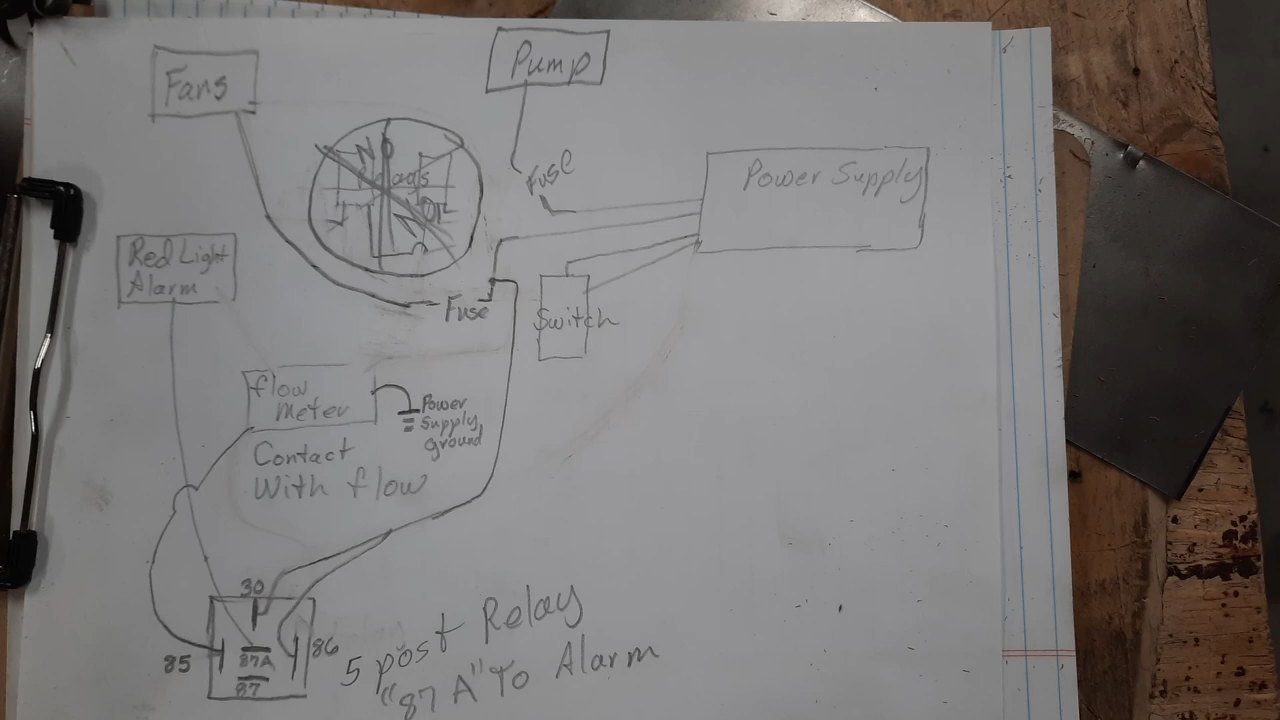 Pump
Fans
Fuse
Power Supply
Red Light
Alarm
Fuse
Switch
flow
meter
Power
Supply
ground
Contact
With flow
30
85
87A
86
87
5 post Relay
"87 A" To Alarm